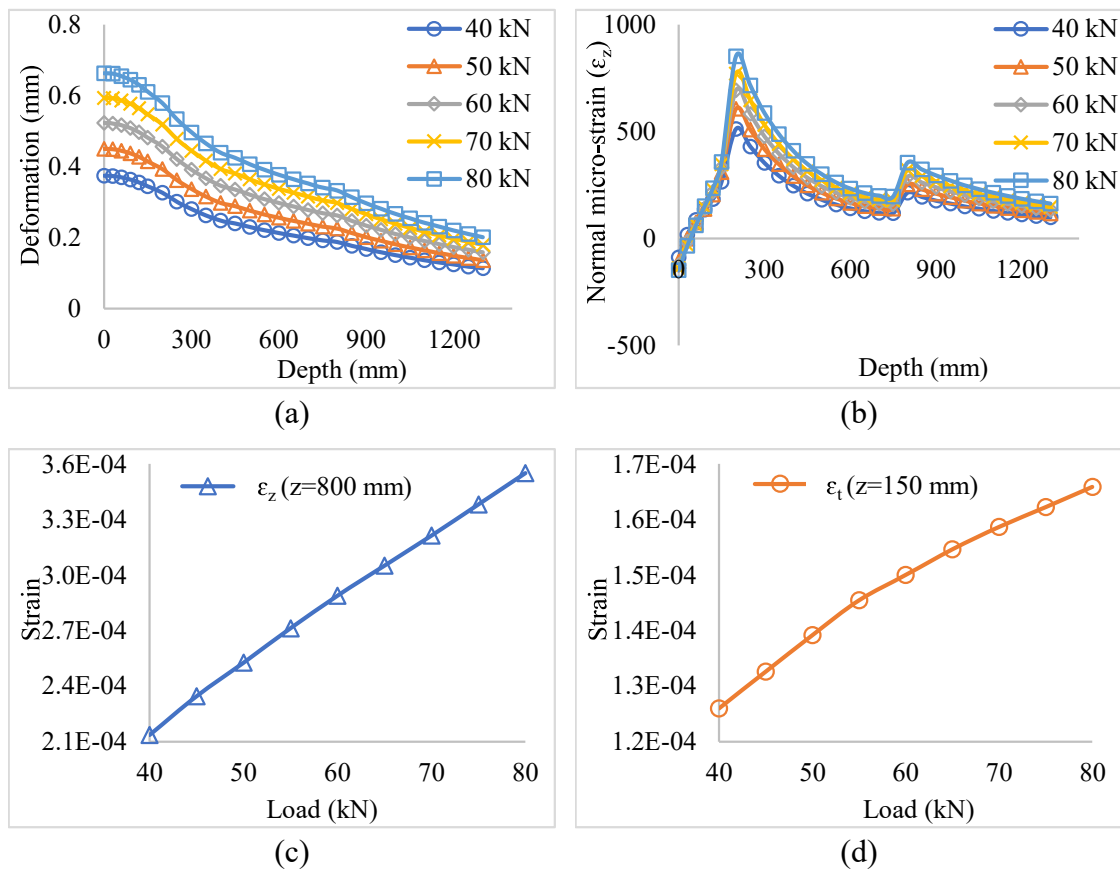 0.8
0.6
0.4
0.2
0
Deformation (mm)
40 kN
50 kN
60 kN
70 kN
80 kN
0 300 600 900 1200
Depth (mm)
(a)
1000
500
0
-500
Normal micro-strain (εz)
40 kN
50 kN
60 kN
70 kN
80 kN
0 300 600 900 1200
Depth (mm)
(b)
3.6E-04
3.3E-04
3.0E-04
2.7E-04
2.4E-04
2.1E-04
Strain
εz (z=800 mm)
40 50 60 70 80
Load (kN)
(c)
1.7E-04
1.6E-04
1.5E-04
1.4E-04
1.3E-04
1.2E-04
Strain
εt (z=150 mm)
40 50 60 70 80
Load (kN)
(d)